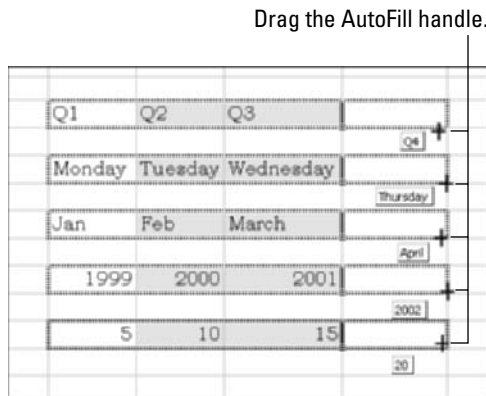 Drag the AutoFill handle.
Q1 Q2 Q3
Q4
Monday Tuesday Wednesday
Thursday
Jan Feb March
April
1999 2000 2001
2002
5 10 15
20